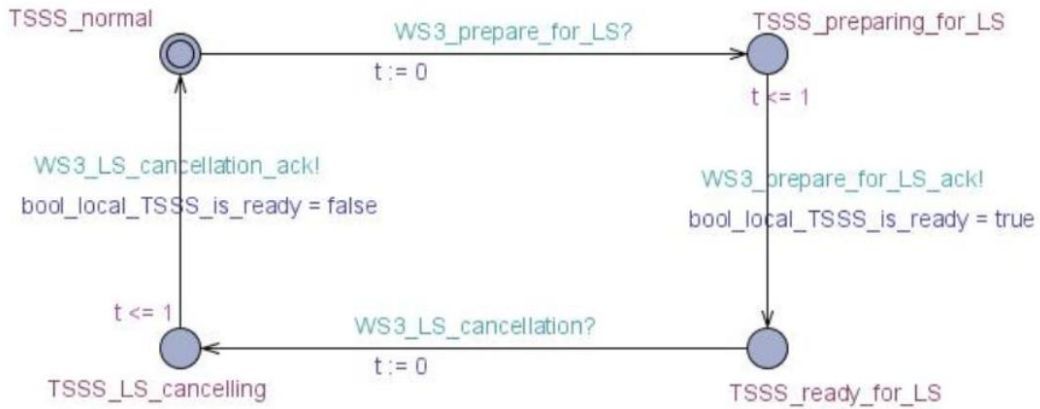 TSSS_normal
WS3_prepare_for_LS?
TSSS_preparing_for_LS
t := 0
t <= 1
WS3_LS_cancellation_ack!
WS3_prepare_for_LS_ack!
bool_local_TSSS_is_ready = false
bool_local_TSSS_is_ready = true
t <= 1
WS3_LS_cancellation?
t := 0
TSSS_LS_cancelling
TSSS_ready_for_LS